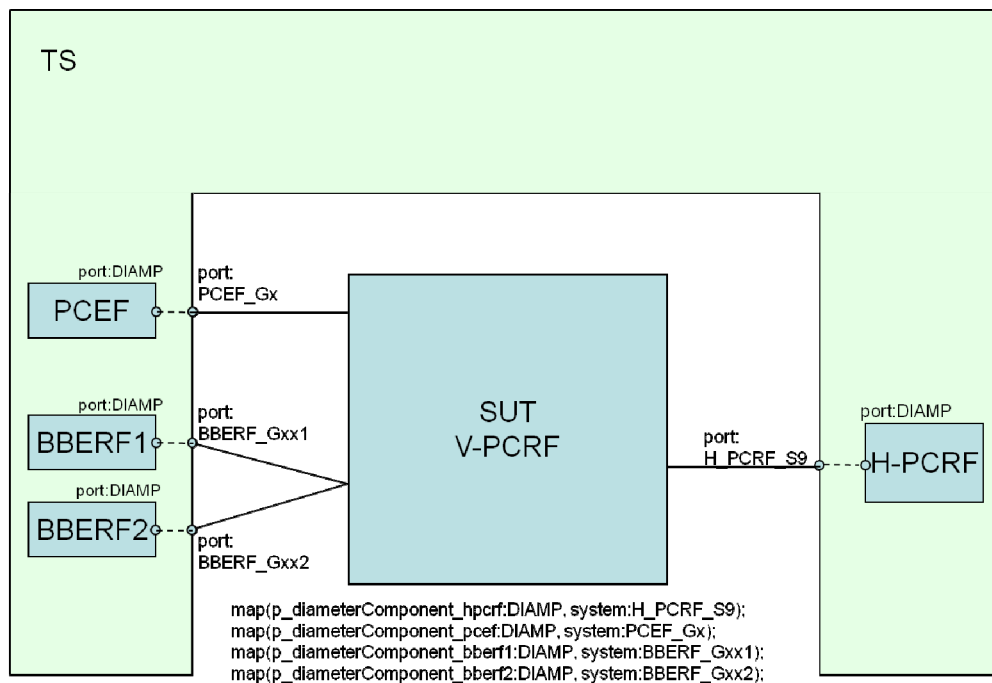 TS
port:DIAMP
PCEF
port:
PCEF_Gx
port:DIAMP
BBERF1
port:
BBERF_Gxx1
port:DIAMP
BBERF2
port:
BBERF_Gxx2
SUT
V-PCRF
port:
H_PCRF_S9
port:DIAMP
H-PCRF
map(p_diameterComponent_hpcrf:DIAMP, system:H_PCRF_S9);
map(p_diameterComponent_pcef:DIAMP, system:PCEF_Gx);
map(p_diameterComponent_bberf1:DIAMP, system:BBERF_Gxx1);
map(p_diameterComponent_bberf2:DIAMP, system:BBERF_Gxx2);